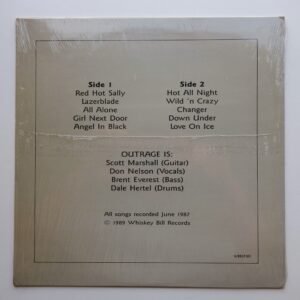 Side 1
Red Hot Sally
Lazerblade
All Alone
Girl Next Door
Angel In Black
Side 2
Hot All Night
Wild 'n Crazy
Changer
Down Under
Love On Ice
OUTRAGE IS:
Scott Marshall (Guitar)
Don Nelson (Vocals)
Brent Everest (Bass)
Dale Hertel (Drums)
All songs recorded June 1987
© 1989 Whiskey Bill Records